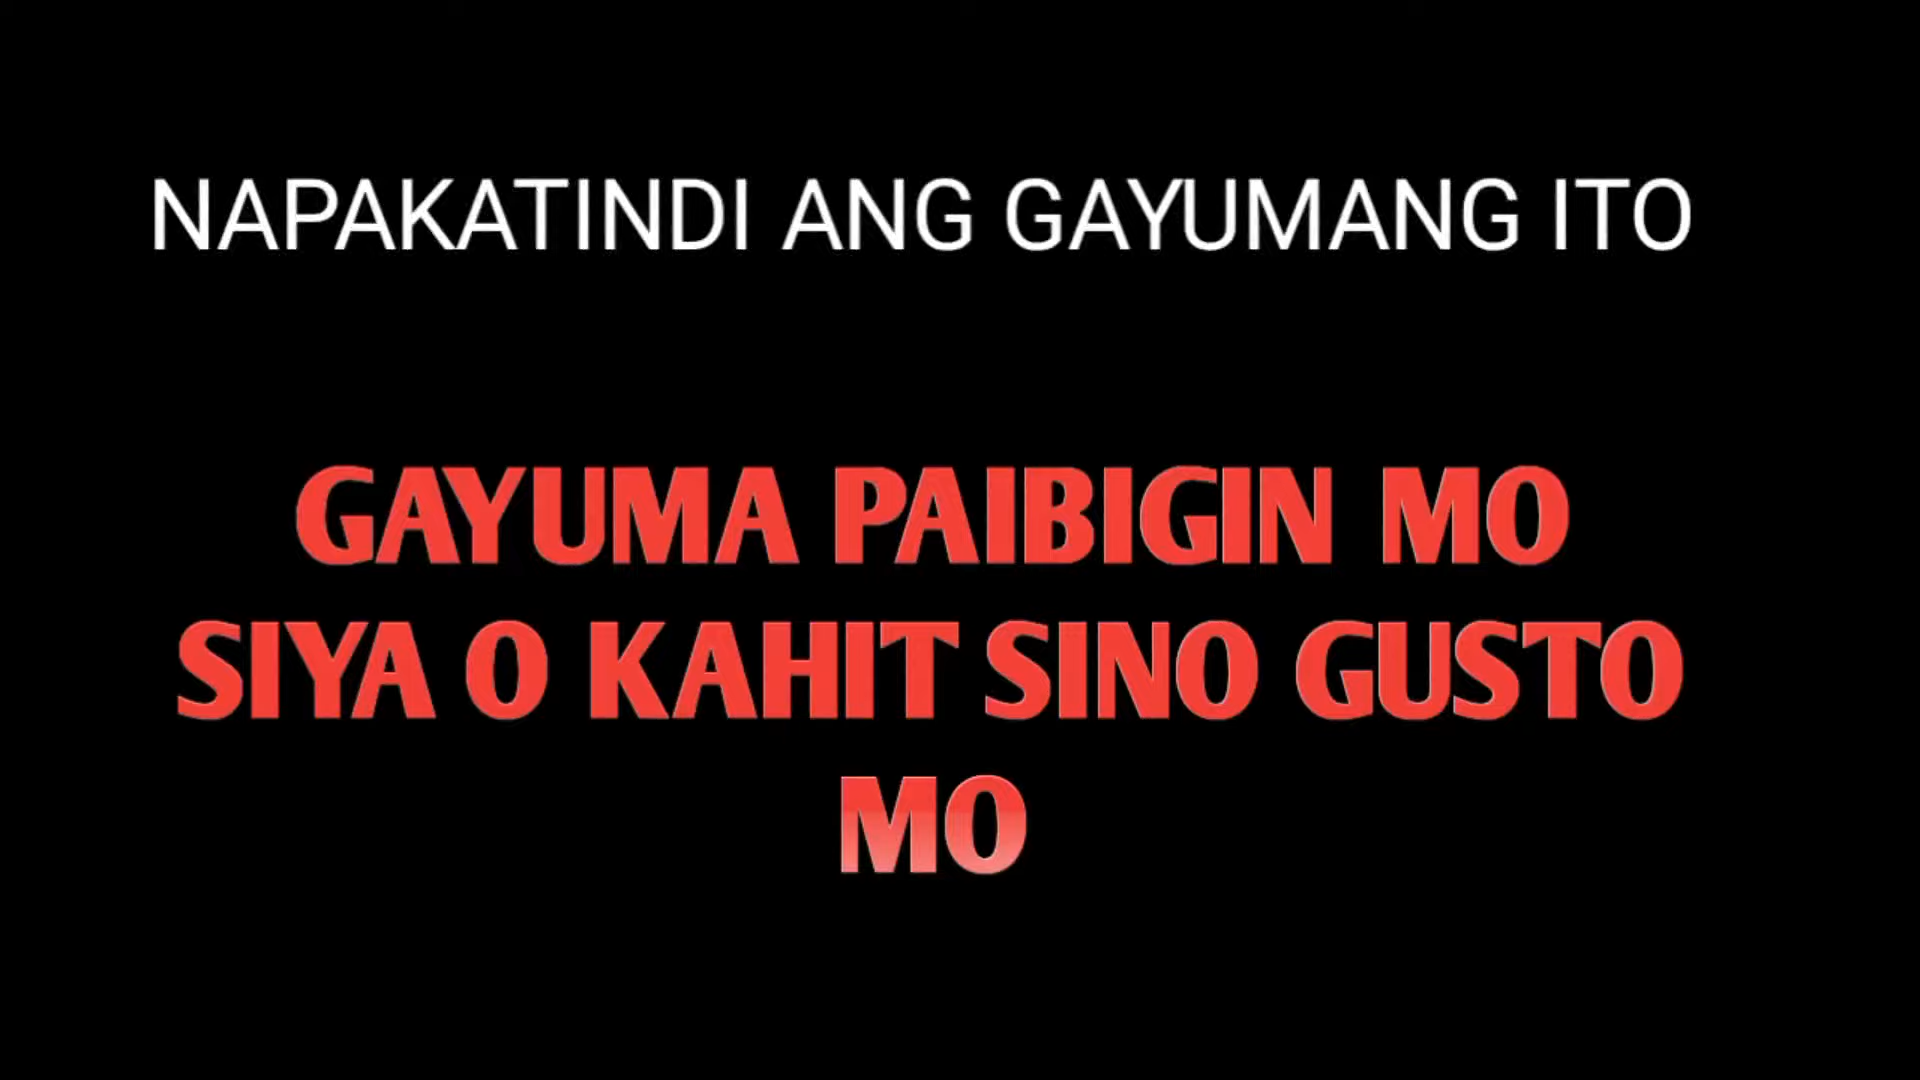 NAPAKATINDI ANG GAYUMANG ITO
GAYUMA PAIBIGIN MO
SIYA O KAHIT SINO GUSTO
MO